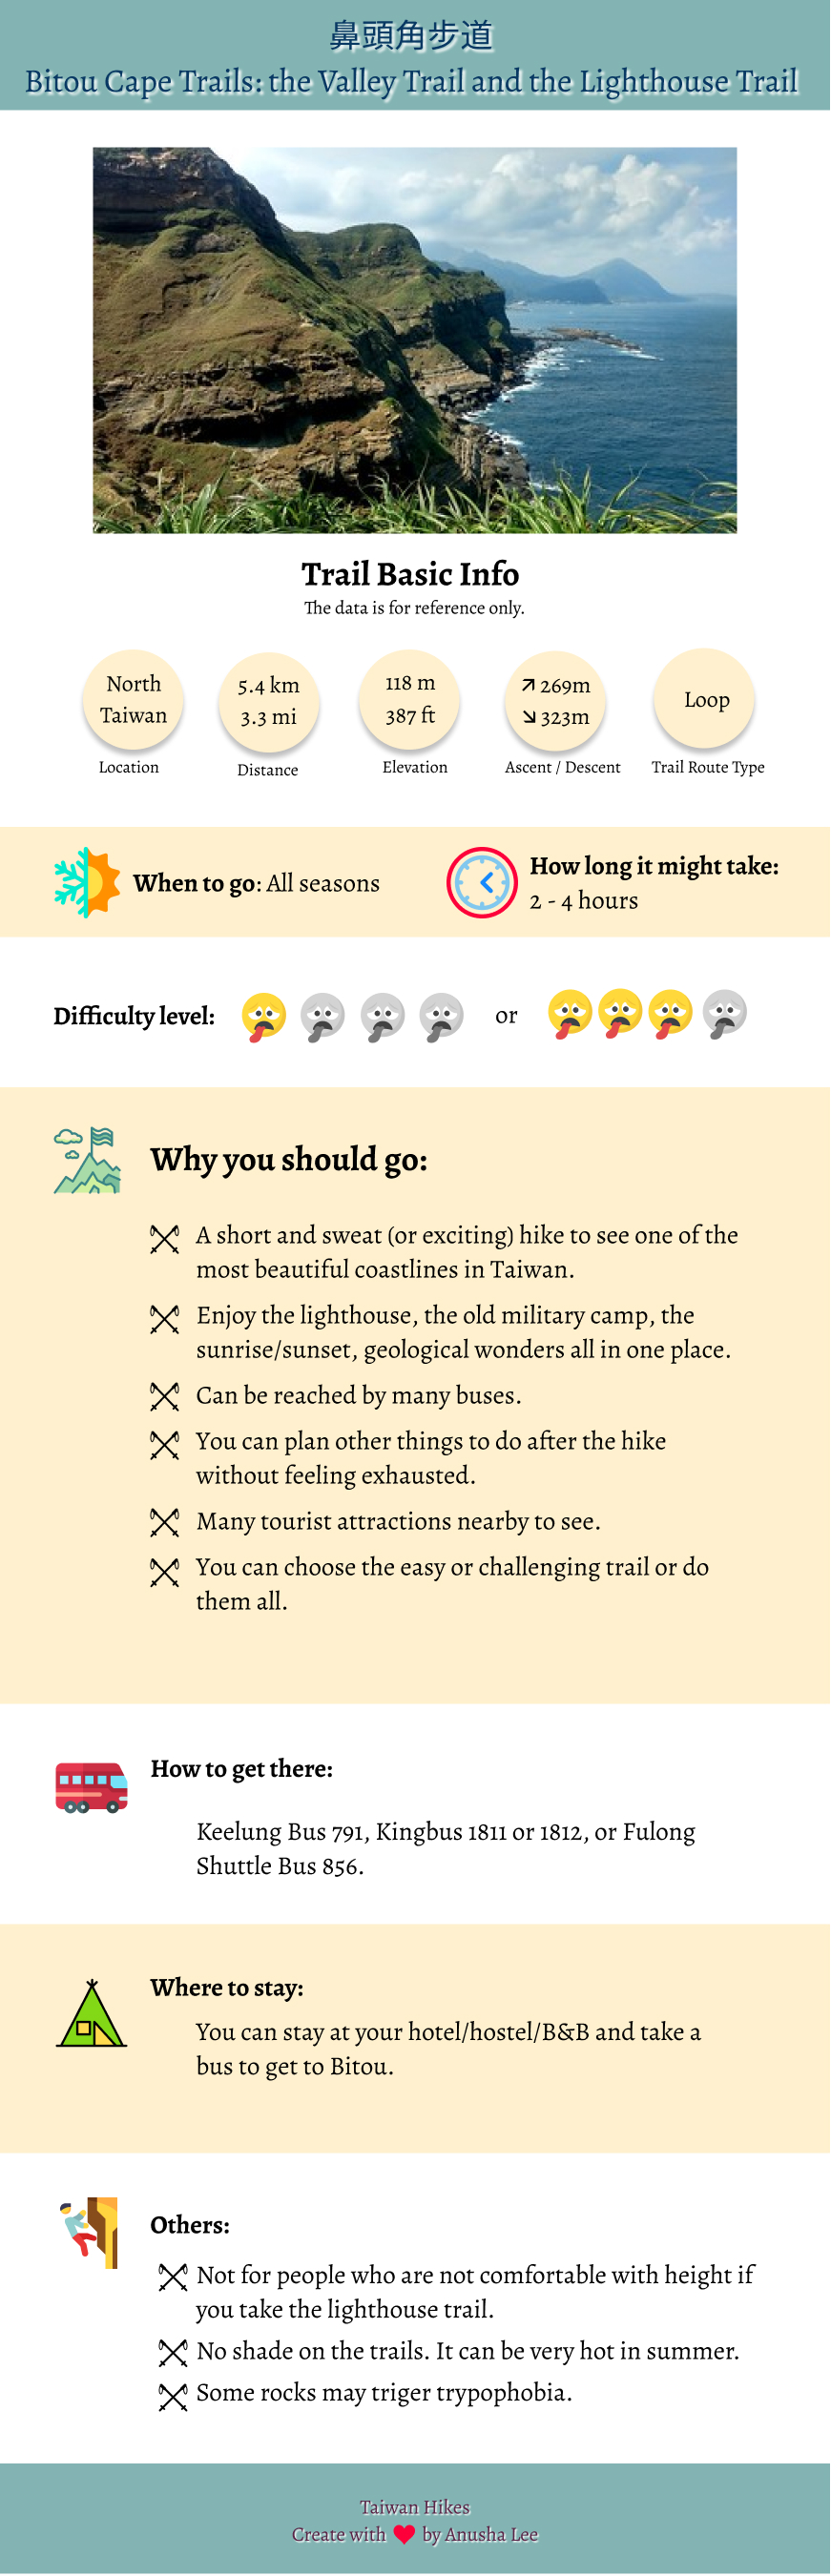 鼻頭角步道
Bitou Cape Trails: the Valley Trail and the Lighthouse Trail
Trail Basic Info
The data is for reference only.
North
Taiwan
Location
5.4 km
3.3 mi
Distance
118 m
387 ft
Elevation
↗ 269m
↘ 323m
Ascent / Descent
Loop
Trail Route Type
When to go: All seasons
How long it might take:
2 - 4 hours
Difficulty level:
or
Why you should go:
A short and sweat (or exciting) hike to see one of the
most beautiful coastlines in Taiwan.
Enjoy the lighthouse, the old military camp, the
sunrise/sunset, geological wonders all in one place.
Can be reached by many buses.
You can plan other things to do after the hike
without feeling exhausted.
Many tourist attractions nearby to see.
You can choose the easy or challenging trail or do
them all.
How to get there:
Keelung Bus 791, Kingbus 1811 or 1812, or Fulong
Shuttle Bus 856.
Where to stay:
You can stay at your hotel/hostel/B&B and take a
bus to get to Bitou.
Others:
Not for people who are not comfortable with height if
you take the lighthouse trail.
No shade on the trails. It can be very hot in summer.
Some rocks may triger trypophobia.
Taiwan Hikes
Create with ❤ by Anusha Lee